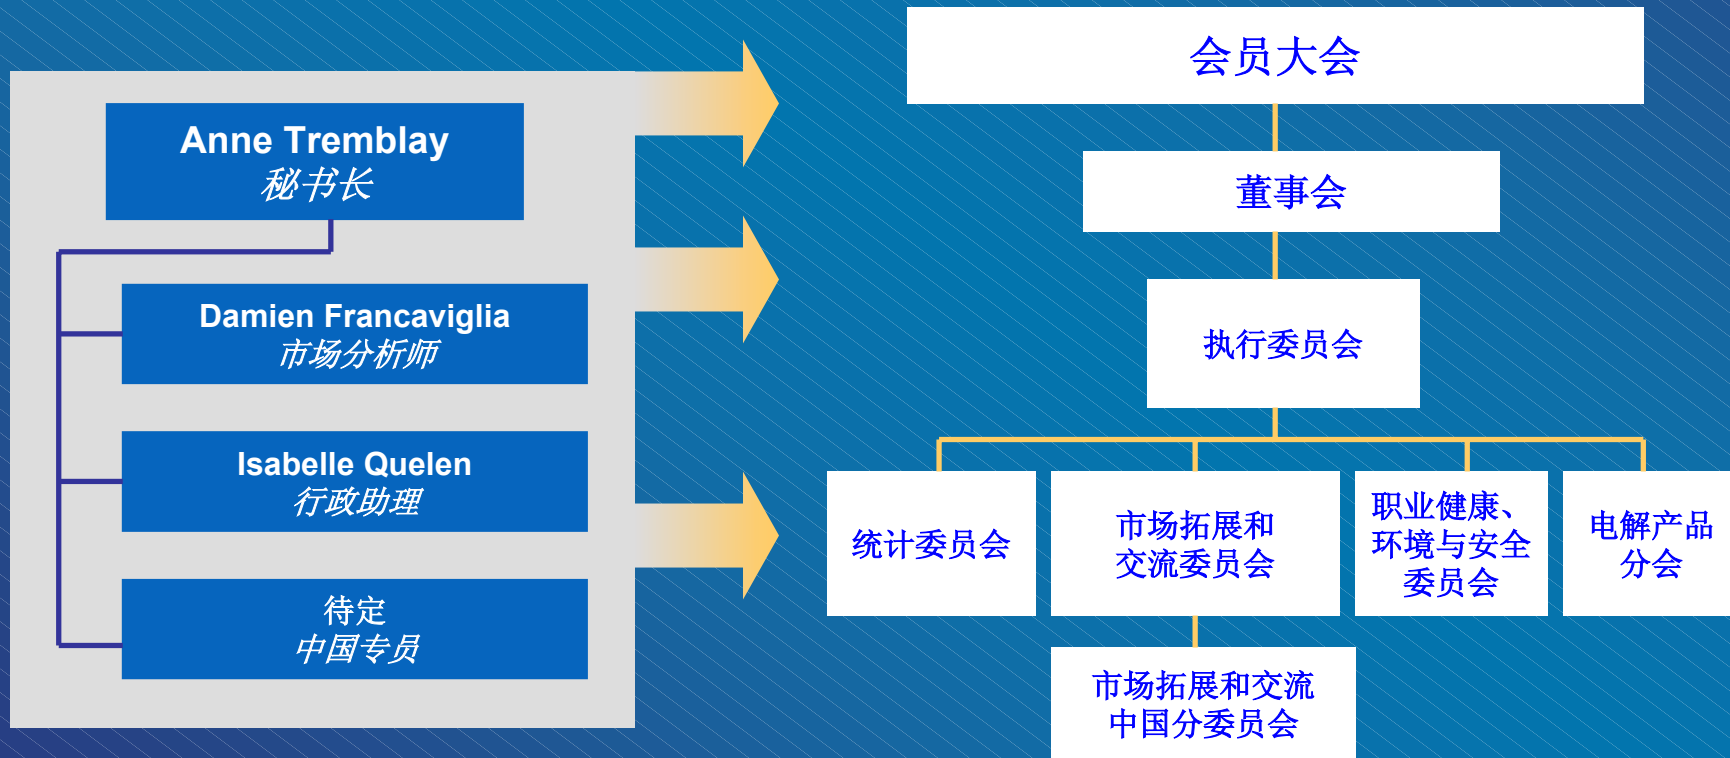 Anne Tremblay
秘书长
Damien Francaviglia
市场分析师
Isabelle Quelen
行政助理
待定
中国专员
会员大会
董事会
执行委员会
统计委员会
市场拓展和
交流委员会
职业健康、
环境与安全
委员会
电解产品
分会
市场拓展和交流
中国分委员会